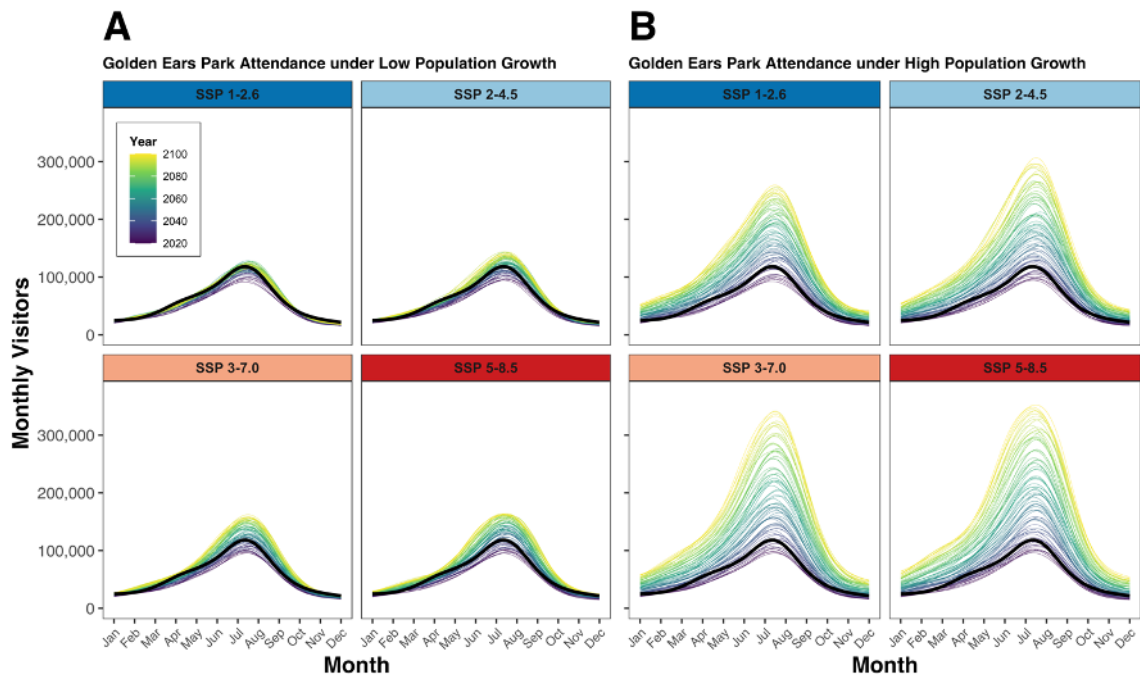 A
Golden Ears Park Attendance under Low Population Growth
SSP 1-2.6
SSP 2-4.5
Year
2100
2080
2060
2040
2020
300,000
200,000
100,000
0
SSP 3-7.0
SSP 5-8.5
300,000
200,000
100,000
0
Monthly Visitors
Jan Feb Mar Apr May Jun Jul Aug Sep Oct Nov Dec
Jan Feb Mar Apr May Jun Jul Aug Sep Oct Nov Dec
Month
B
Golden Ears Park Attendance under High Population Growth
SSP 1-2.6
SSP 2-4.5
SSP 3-7.0
SSP 5-8.5
Jan Feb Mar Apr May Jun Jul Aug Sep Oct Nov Dec
Jan Feb Mar Apr May Jun Jul Aug Sep Oct Nov Dec
Month